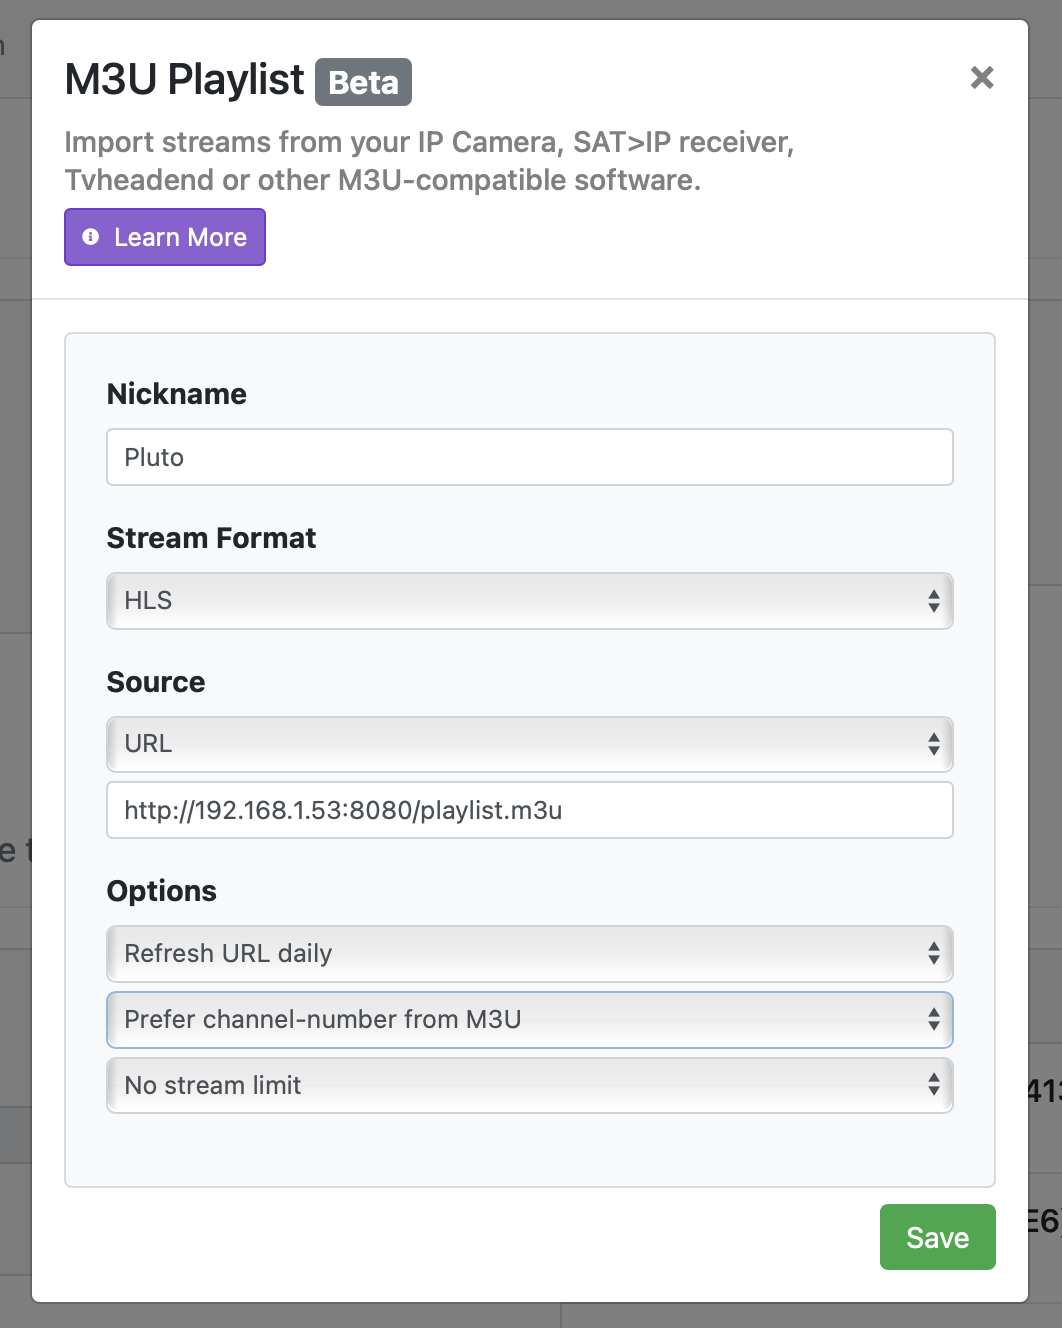 M3U Playlist Beta
×
Import streams from your IP Camera, SAT>IP receiver,
Tvheadend or other M3U-compatible software.
Learn More
Nickname
Pluto
Stream Format
HLS
Source
URL
http://192.168.1.53:8080/playlist.m3u
Options
Refresh URL daily
Prefer channel-number from M3U
No stream limit
Save